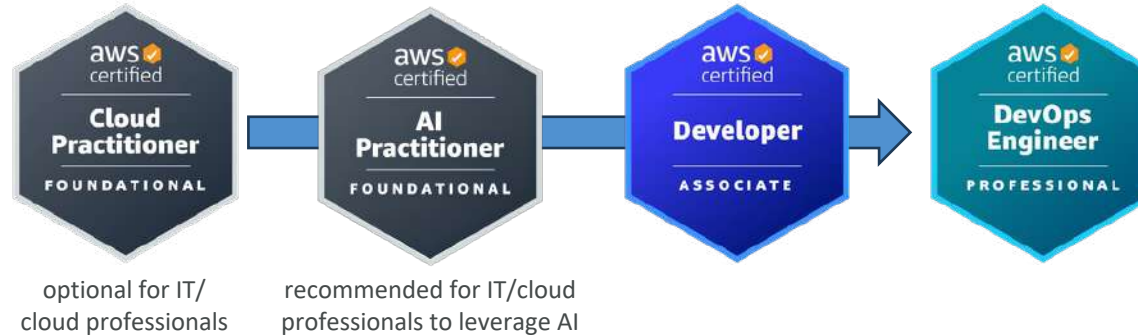 aws
certified
Cloud
Practitioner
FOUNDATIONAL
aws
certified
AI
Practitioner
FOUNDATIONAL
aws
certified
Developer
ASSOCIATE
aws
certified
DevOps
Engineer
PROFESSIONAL
optional for IT/
cloud professionals
recommended for IT/cloud
professionals to leverage AI